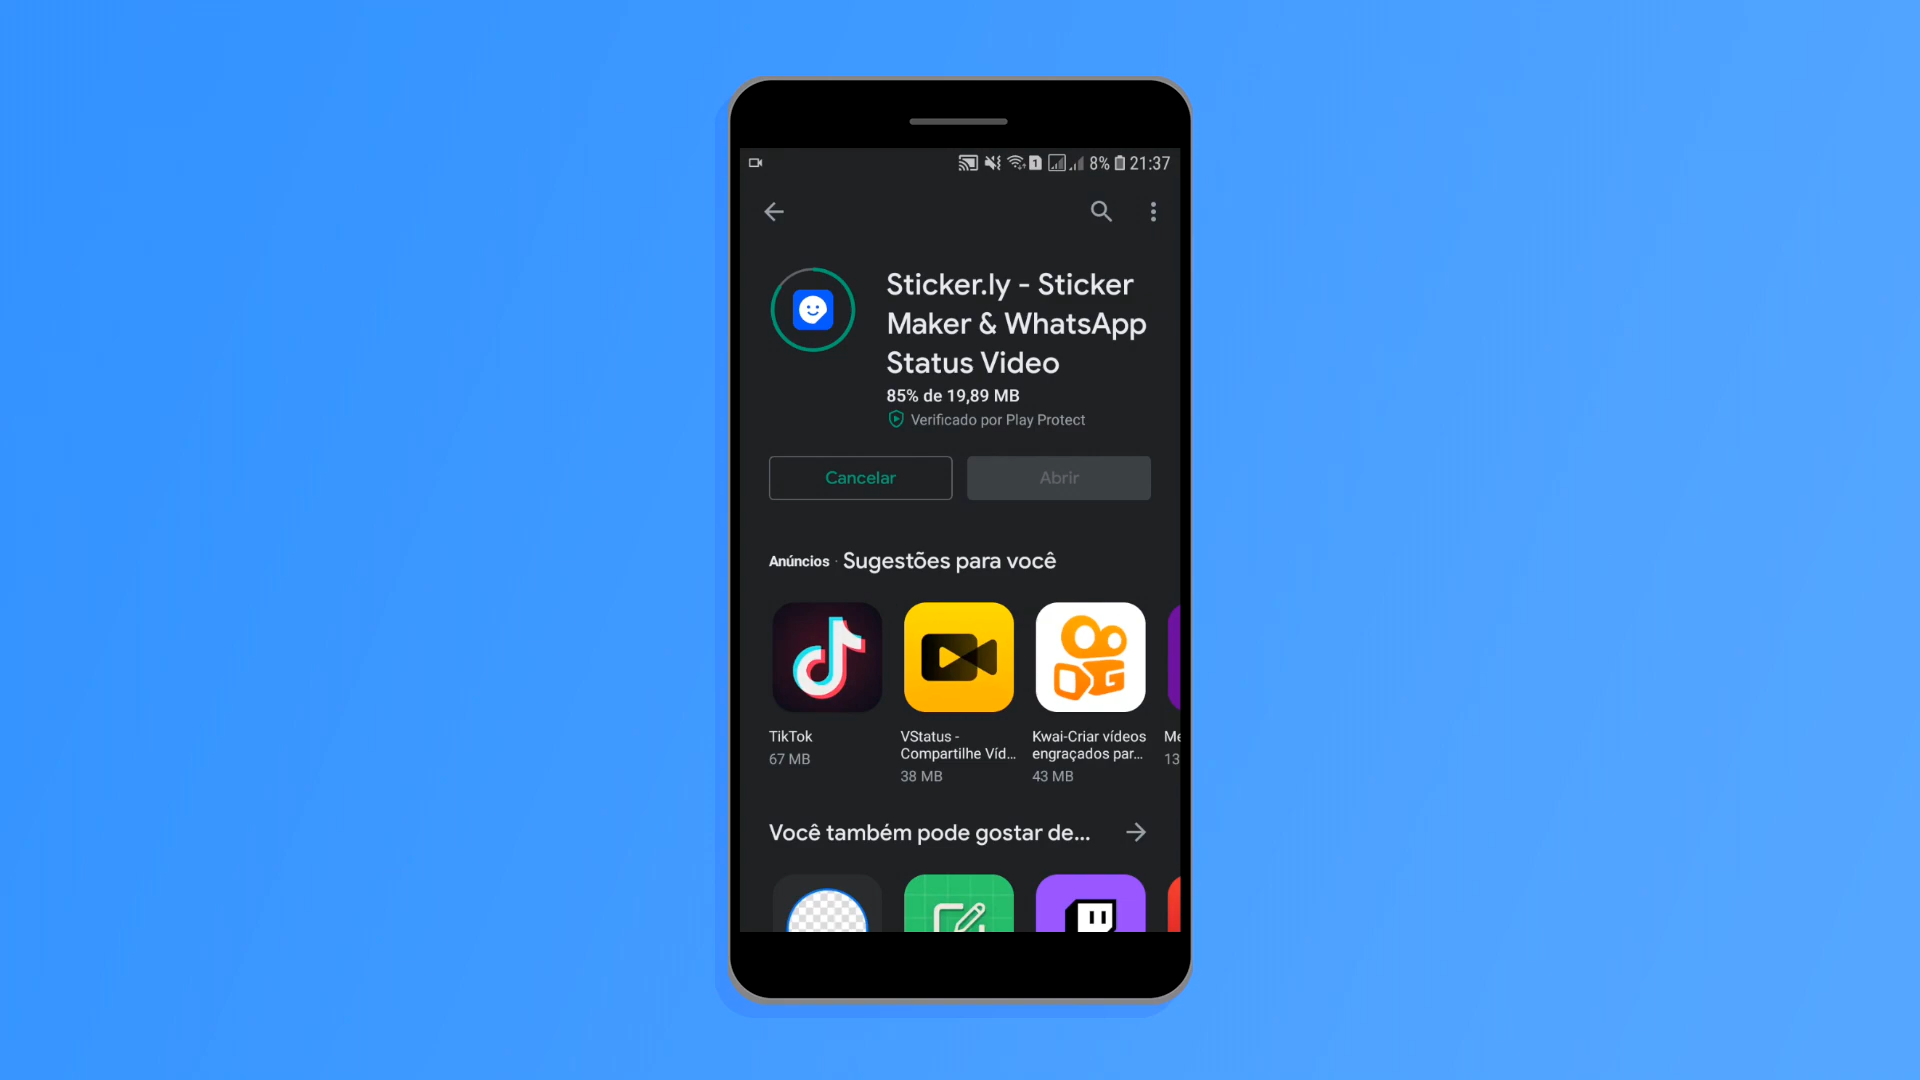 8% 21:37
Sticker.ly - Sticker
Maker & WhatsApp
Status Video
85% de 19,89 MB
Verificado por Play Protect
Cancelar Abrir
Anúncios · Sugestões para você
TikTok
67 MB
VStatus -
Compartilhe Víd...
38 MB
Kwai-Criar vídeos
engraçados par...
43 MB
Me
13
Você também pode gostar de...